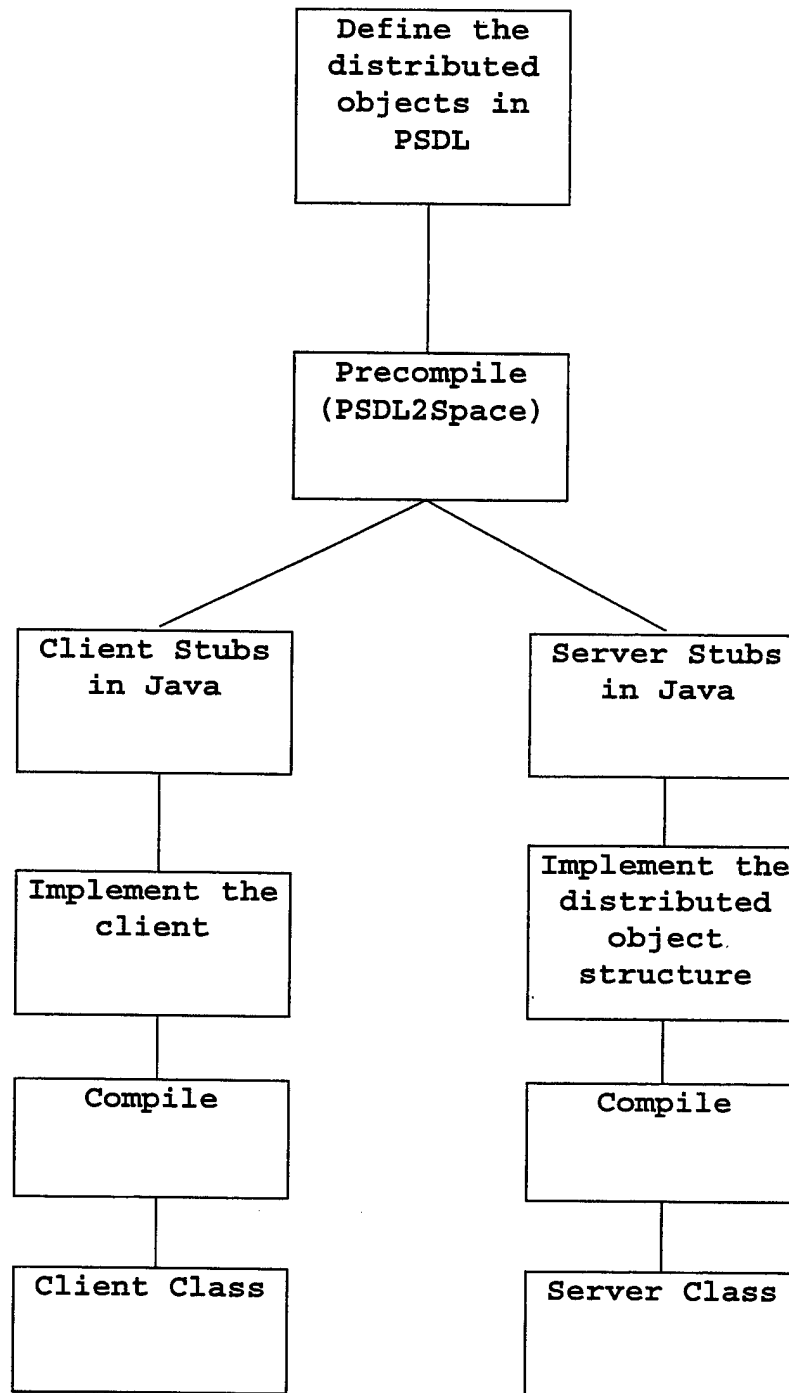 Define the
distributed
objects in
PSDL
Precompile
(PSDL2Space)
Client Stubs
in Java
Server Stubs
in Java
Implement the
client
Implement the
distributed
object
structure
Compile
Compile
Client Class
Server Class